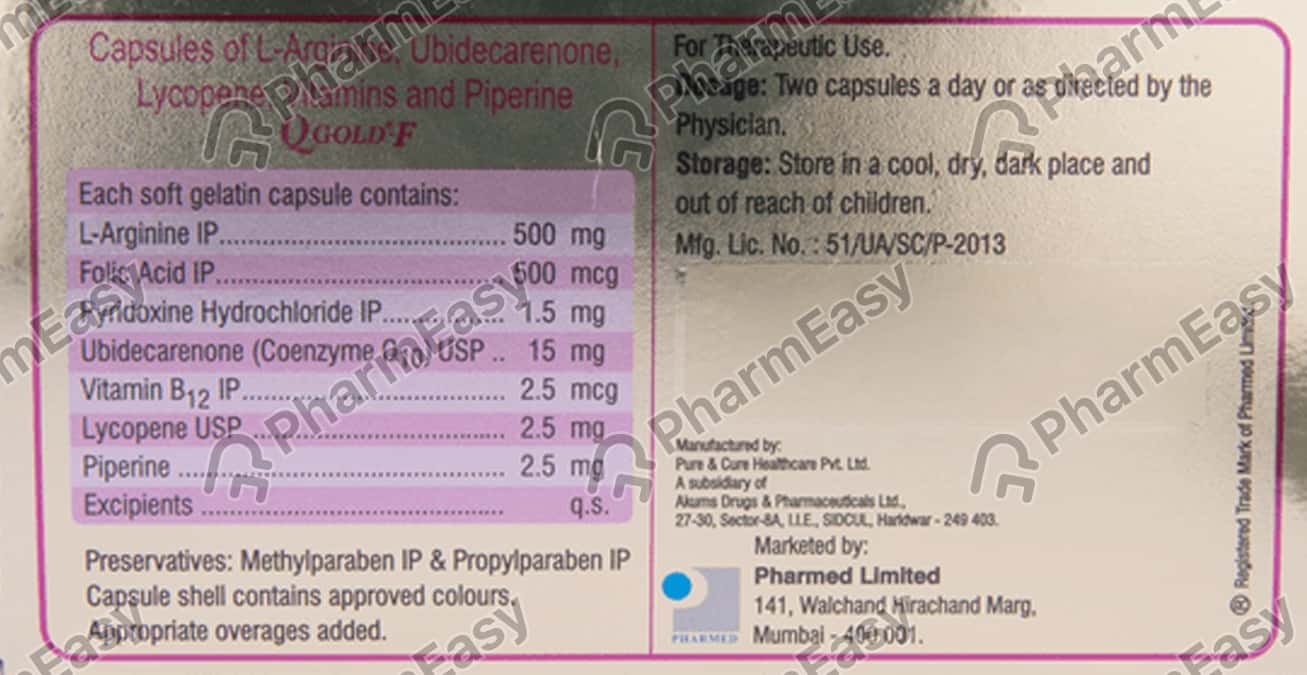 Capsules of L-Arginine, Ubidecarenone,
Lycopene, Vitamins and Piperine
QGOLD®-F
Each soft gelatin capsule contains:
L-Arginine IP.......................................... 500 mg
Folic Acid IP.......................................... 500 mcg
Pyridoxine Hydrochloride IP................. 1.5 mg
Ubidecarenone (Coenzyme Q10) USP .. 15 mg
Vitamin B12 IP...................................... 2.5 mcg
Lycopene USP ..................................... 2.5 mg
Piperine ................................................ 2.5 mg
Excipients ............................................ q.s.
Preservatives: Methylparaben IP & Propylparaben IP
Capsule shell contains approved colours.
Appropriate overages added.
For Therapeutic Use.
Dosage: Two capsules a day or as directed by the
Physician.
Storage: Store in a cool, dry, dark place and
out of reach of children.
Mfg. Lic. No. : 51/UA/SC/P-2013
Manufactured by:
Pure & Cure Healthcare Pvt. Ltd.
A subsidiary of
Akums Drugs & Pharmaceuticals Ltd.,
27-30, Sector-8A, I.I.E., SIDCUL, Haridwar - 249 403.
Marketed by:
Pharmed Limited
141, Walchand Hirachand Marg,
Mumbai - 400 001.
PHARMED
® Registered Trade Mark of Pharmed Limited
PharmEasy
PharmEasy
PharmEasy
PharmEasy
PharmEasy
PharmEasy